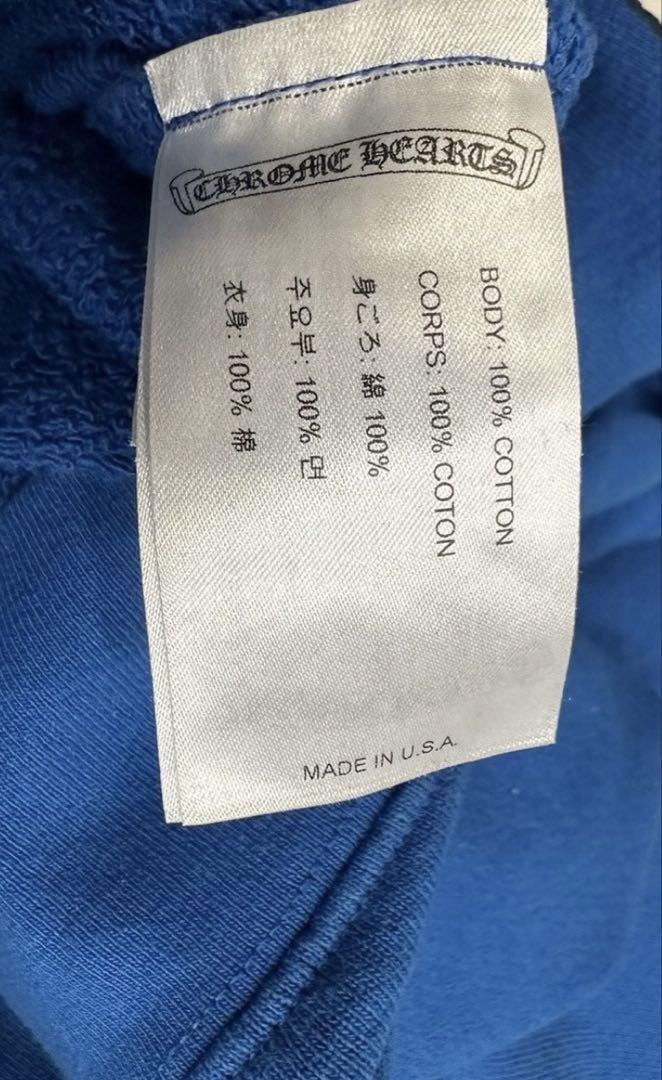 CHROME HEARTS
BODY: 100% COTTON
CORPS: 100% COTON
身ごろ: 綿 100%
주요부: 100% 면
衣身: 100% 棉
MADE IN U.S.A.